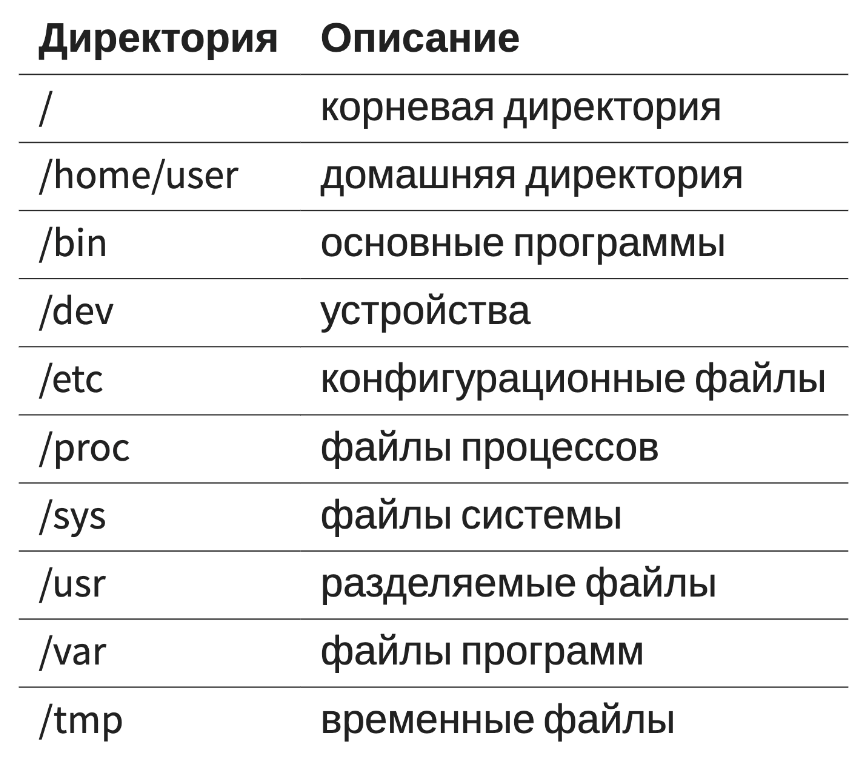 Директория Описание
/ корневая директория
/home/user домашняя директория
/bin основные программы
/dev устройства
/etc конфигурационные файлы
/proc файлы процессов
/sys файлы системы
/usr разделяемые файлы
/var файлы программ
/tmp временные файлы